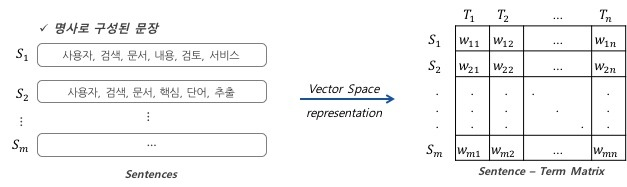 ✓ 명사로 구성된 문장
S₁ 사용자, 검색, 문서, 내용, 검토, 서비스
S₂ 사용자, 검색, 문서, 핵심, 단어, 추출
⋮ ⋮
Sₘ ...
Sentences
Vector Space
representation
T₁ T₂ ... Tₙ
S₁ w₁₁ w₁₂ ... w₁ₙ
S₂ w₂₁ w₂₂ ... w₂ₙ
. . . . .
. . . . .
. . . . .
Sₘ wₘ₁ wₘ₂ ... wₘₙ
Sentence – Term Matrix